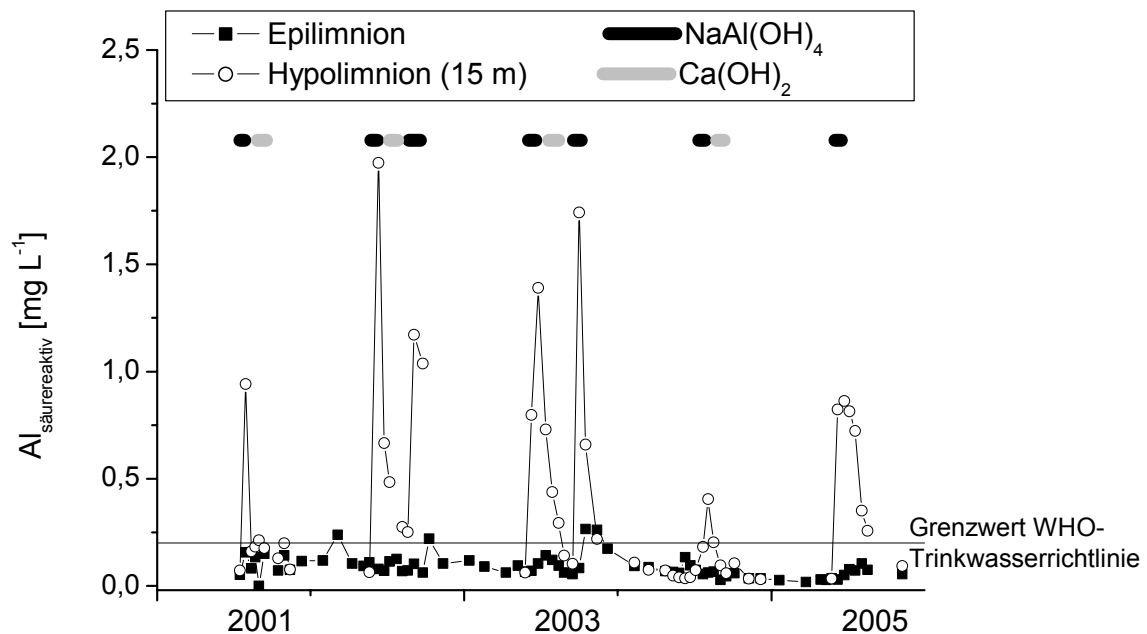 Epilimnion
NaAl(OH)4
Hypolimnion (15 m)
Ca(OH)2
2,5
2,0
1,5
1,0
0,5
0,0
Alsäurereaktiv [mg L-1]
Grenzwert WHO-
Trinkwasserrichtlinie
2001
2003
2005